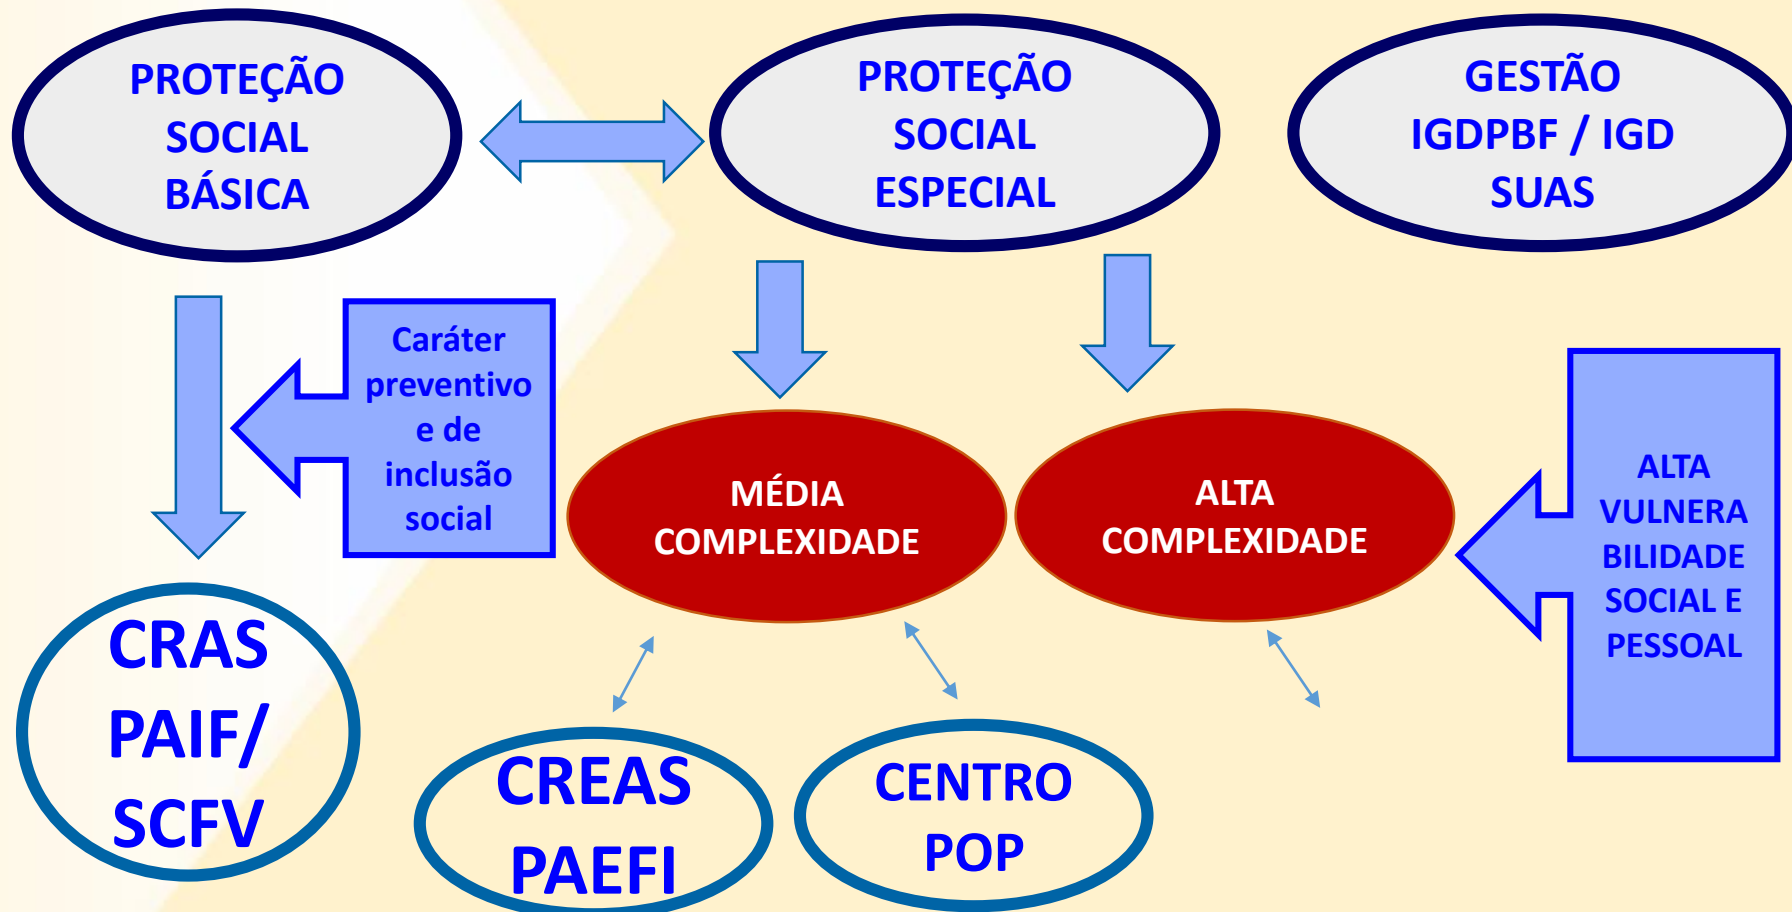 PROTEÇÃO
SOCIAL
BÁSICA
PROTEÇÃO
SOCIAL
ESPECIAL
GESTÃO
IGDPBF / IGD
SUAS
Caráter
preventivo
e de
inclusão
social
MÉDIA
COMPLEXIDADE
ALTA
COMPLEXIDADE
ALTA
VULNERA
BILIDADE
SOCIAL E
PESSOAL
CRAS
PAIF/
SCFV
CREAS
PAEFI
CENTRO
POP